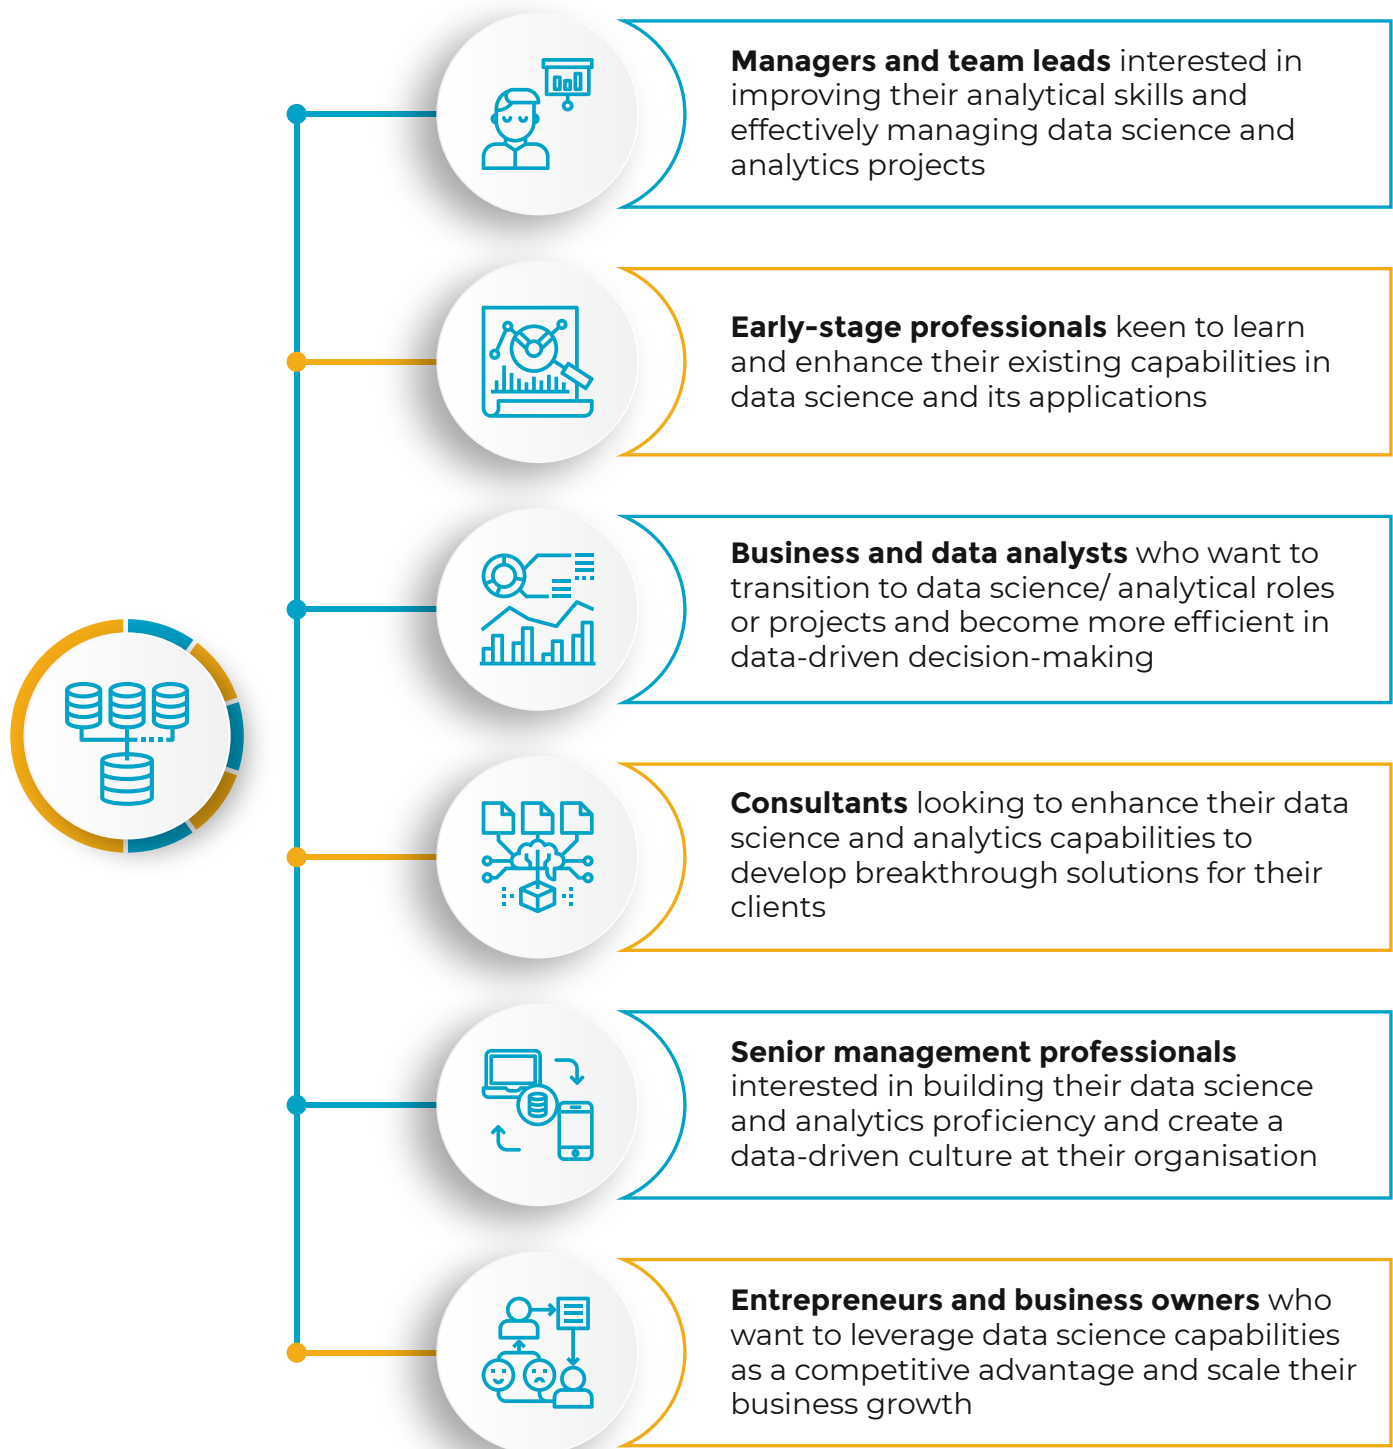 Managers and team leads interested in
improving their analytical skills and
effectively managing data science and
analytics projects
Early-stage professionals keen to learn
and enhance their existing capabilities in
data science and its applications
Business and data analysts who want to
transition to data science/ analytical roles
or projects and become more efficient in
data-driven decision-making
Consultants looking to enhance their data
science and analytics capabilities to
develop breakthrough solutions for their
clients
Senior management professionals
interested in building their data science
and analytics proficiency and create a
data-driven culture at their organisation
Entrepreneurs and business owners who
want to leverage data science capabilities
as a competitive advantage and scale their
business growth